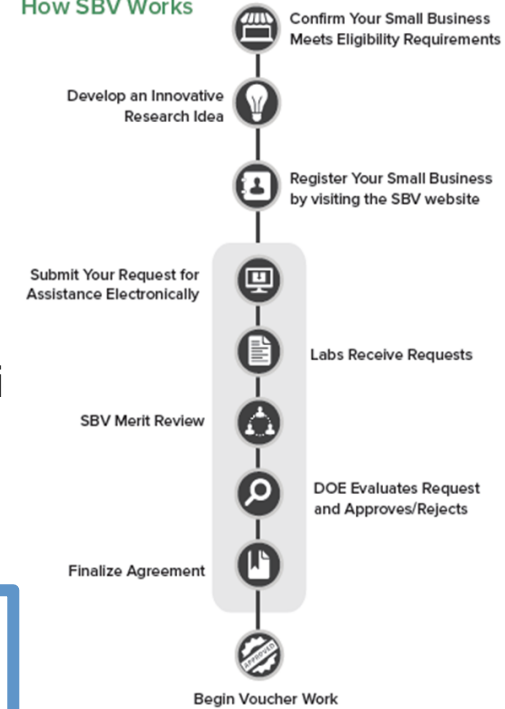 How SBV Works
Confirm Your Small Business
Meets Eligibility Requirements
Develop an Innovative
Research Idea
Register Your Small Business
by visiting the SBV website
Submit Your Request for
Assistance Electronically
Labs Receive Requests
i
SBV Merit Review
DOE Evaluates Request
and Approves/Rejects
Finalize Agreement
APPROVED
Begin Voucher Work